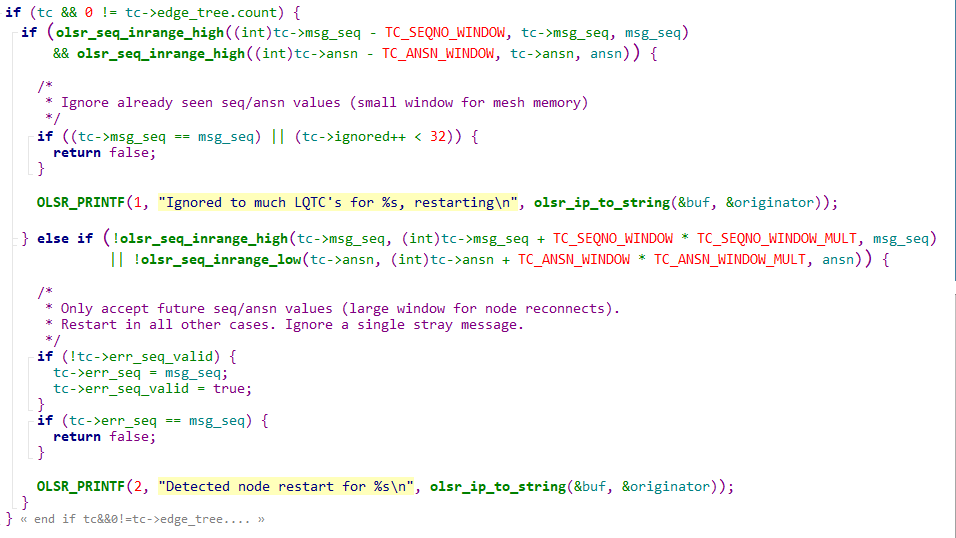 if (tc && 0 != tc->edge_tree.count) {
if (olsr_seq_inrange_high((int)tc->msg_seq - TC_SEQNO_WINDOW, tc->msg_seq, msg_seq)
&& olsr_seq_inrange_high((int)tc->ansn - TC_ANSN_WINDOW, tc->ansn, ansn)) {
/*
* Ignore already seen seq/ansn values (small window for mesh memory)
*/
if ((tc->msg_seq == msg_seq) || (tc->ignored++ < 32)) {
return false;
}
OLSR_PRINTF(1, "Ignored to much LQTC's for %s, restarting\n", olsr_ip_to_string(&buf, &originator));
} else if (!olsr_seq_inrange_high(tc->msg_seq, (int)tc->msg_seq + TC_SEQNO_WINDOW * TC_SEQNO_WINDOW_MULT, msg_seq)
|| !olsr_seq_inrange_low(tc->ansn, (int)tc->ansn + TC_ANSN_WINDOW * TC_ANSN_WINDOW_MULT, ansn)) {
/*
* Only accept future seq/ansn values (large window for node reconnects).
* Restart in all other cases. Ignore a single stray message.
*/
if (!tc->err_seq_valid) {
tc->err_seq = msg_seq;
tc->err_seq_valid = true;
}
if (tc->err_seq == msg_seq) {
return false;
}
OLSR_PRINTF(2, "Detected node restart for %s\n", olsr_ip_to_string(&buf, &originator));
}
} « end if tc&&0!=tc->edge_tree.... »